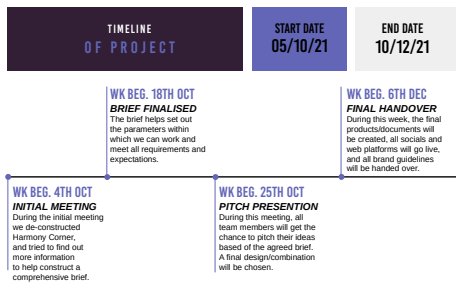 TIMELINE
OF PROJECT
START DATE
05/10/21
END DATE
10/12/21
WK BEG. 18TH OCT
BRIEF FINALISED
The brief helps set out
the parameters within
which we can work and
meet all requirements and
expectations.
WK BEG. 6TH DEC
FINAL HANDOVER
During this week, the final
products/documents will
be created, all socials and
web platforms will go live,
and all brand guidelines
will be handed over.
WK BEG. 4TH OCT
INITIAL MEETING
During the initial meeting
we de-constructed
Harmony Corner,
and tried to find out
more information
to help construct a
comprehensive brief.
WK BEG. 25TH OCT
PITCH PRESENTION
During this meeting, all
team members will get the
chance to pitch their ideas
based of the agreed brief.
A final design/combination
will be chosen.